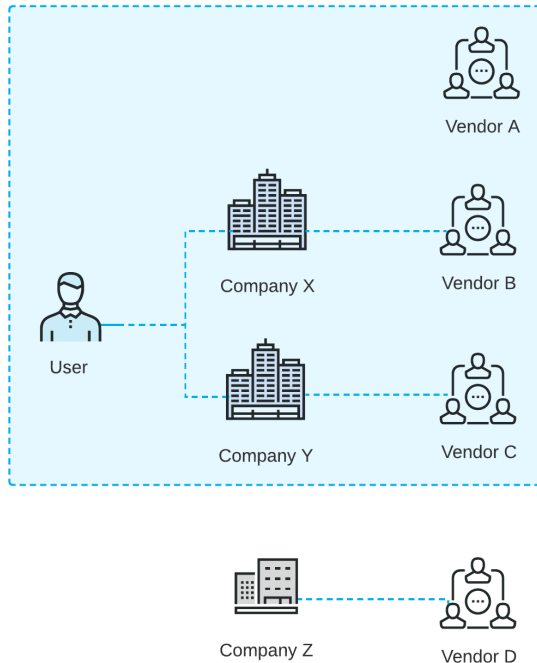 Vendor A
Company X
Vendor B
User
Company Y
Vendor C
Company Z
Vendor D